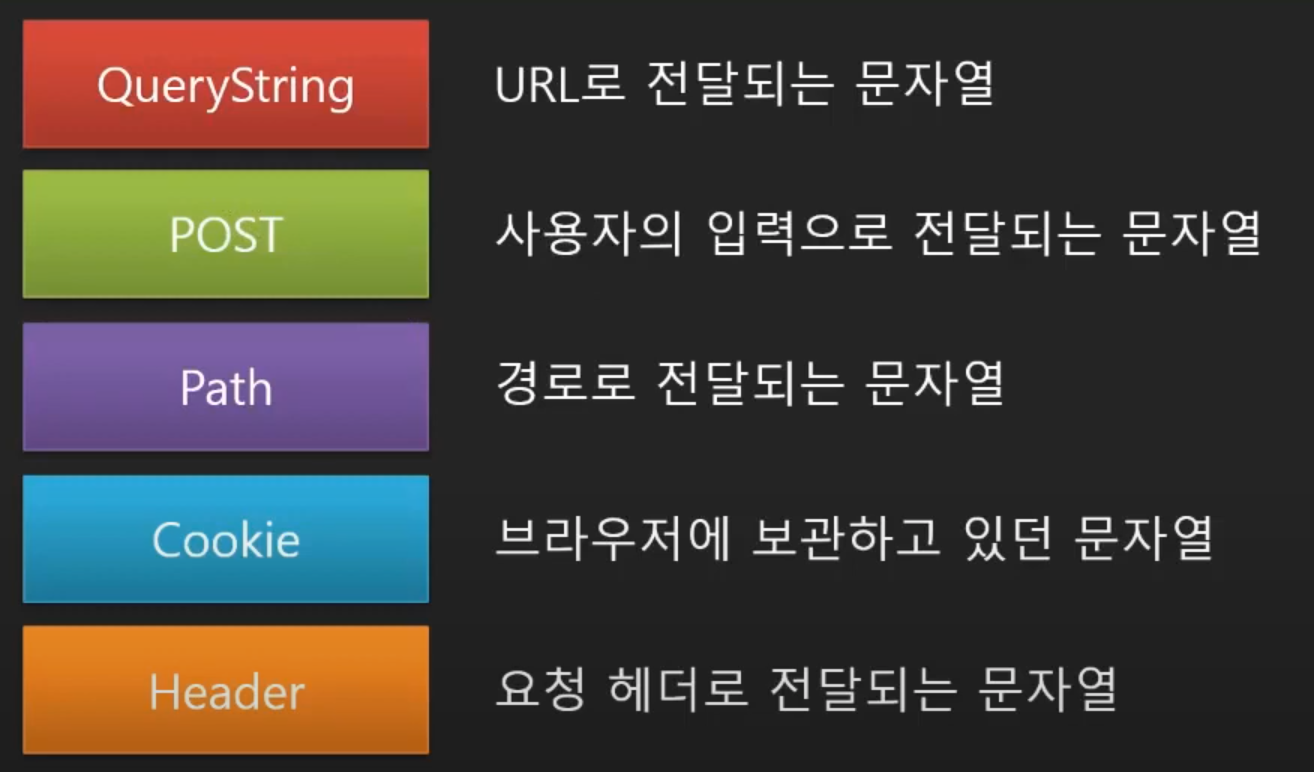 QueryString URL로 전달되는 문자열
POST 사용자의 입력으로 전달되는 문자열
Path 경로로 전달되는 문자열
Cookie 브라우저에 보관하고 있던 문자열
Header 요청 헤더로 전달되는 문자열